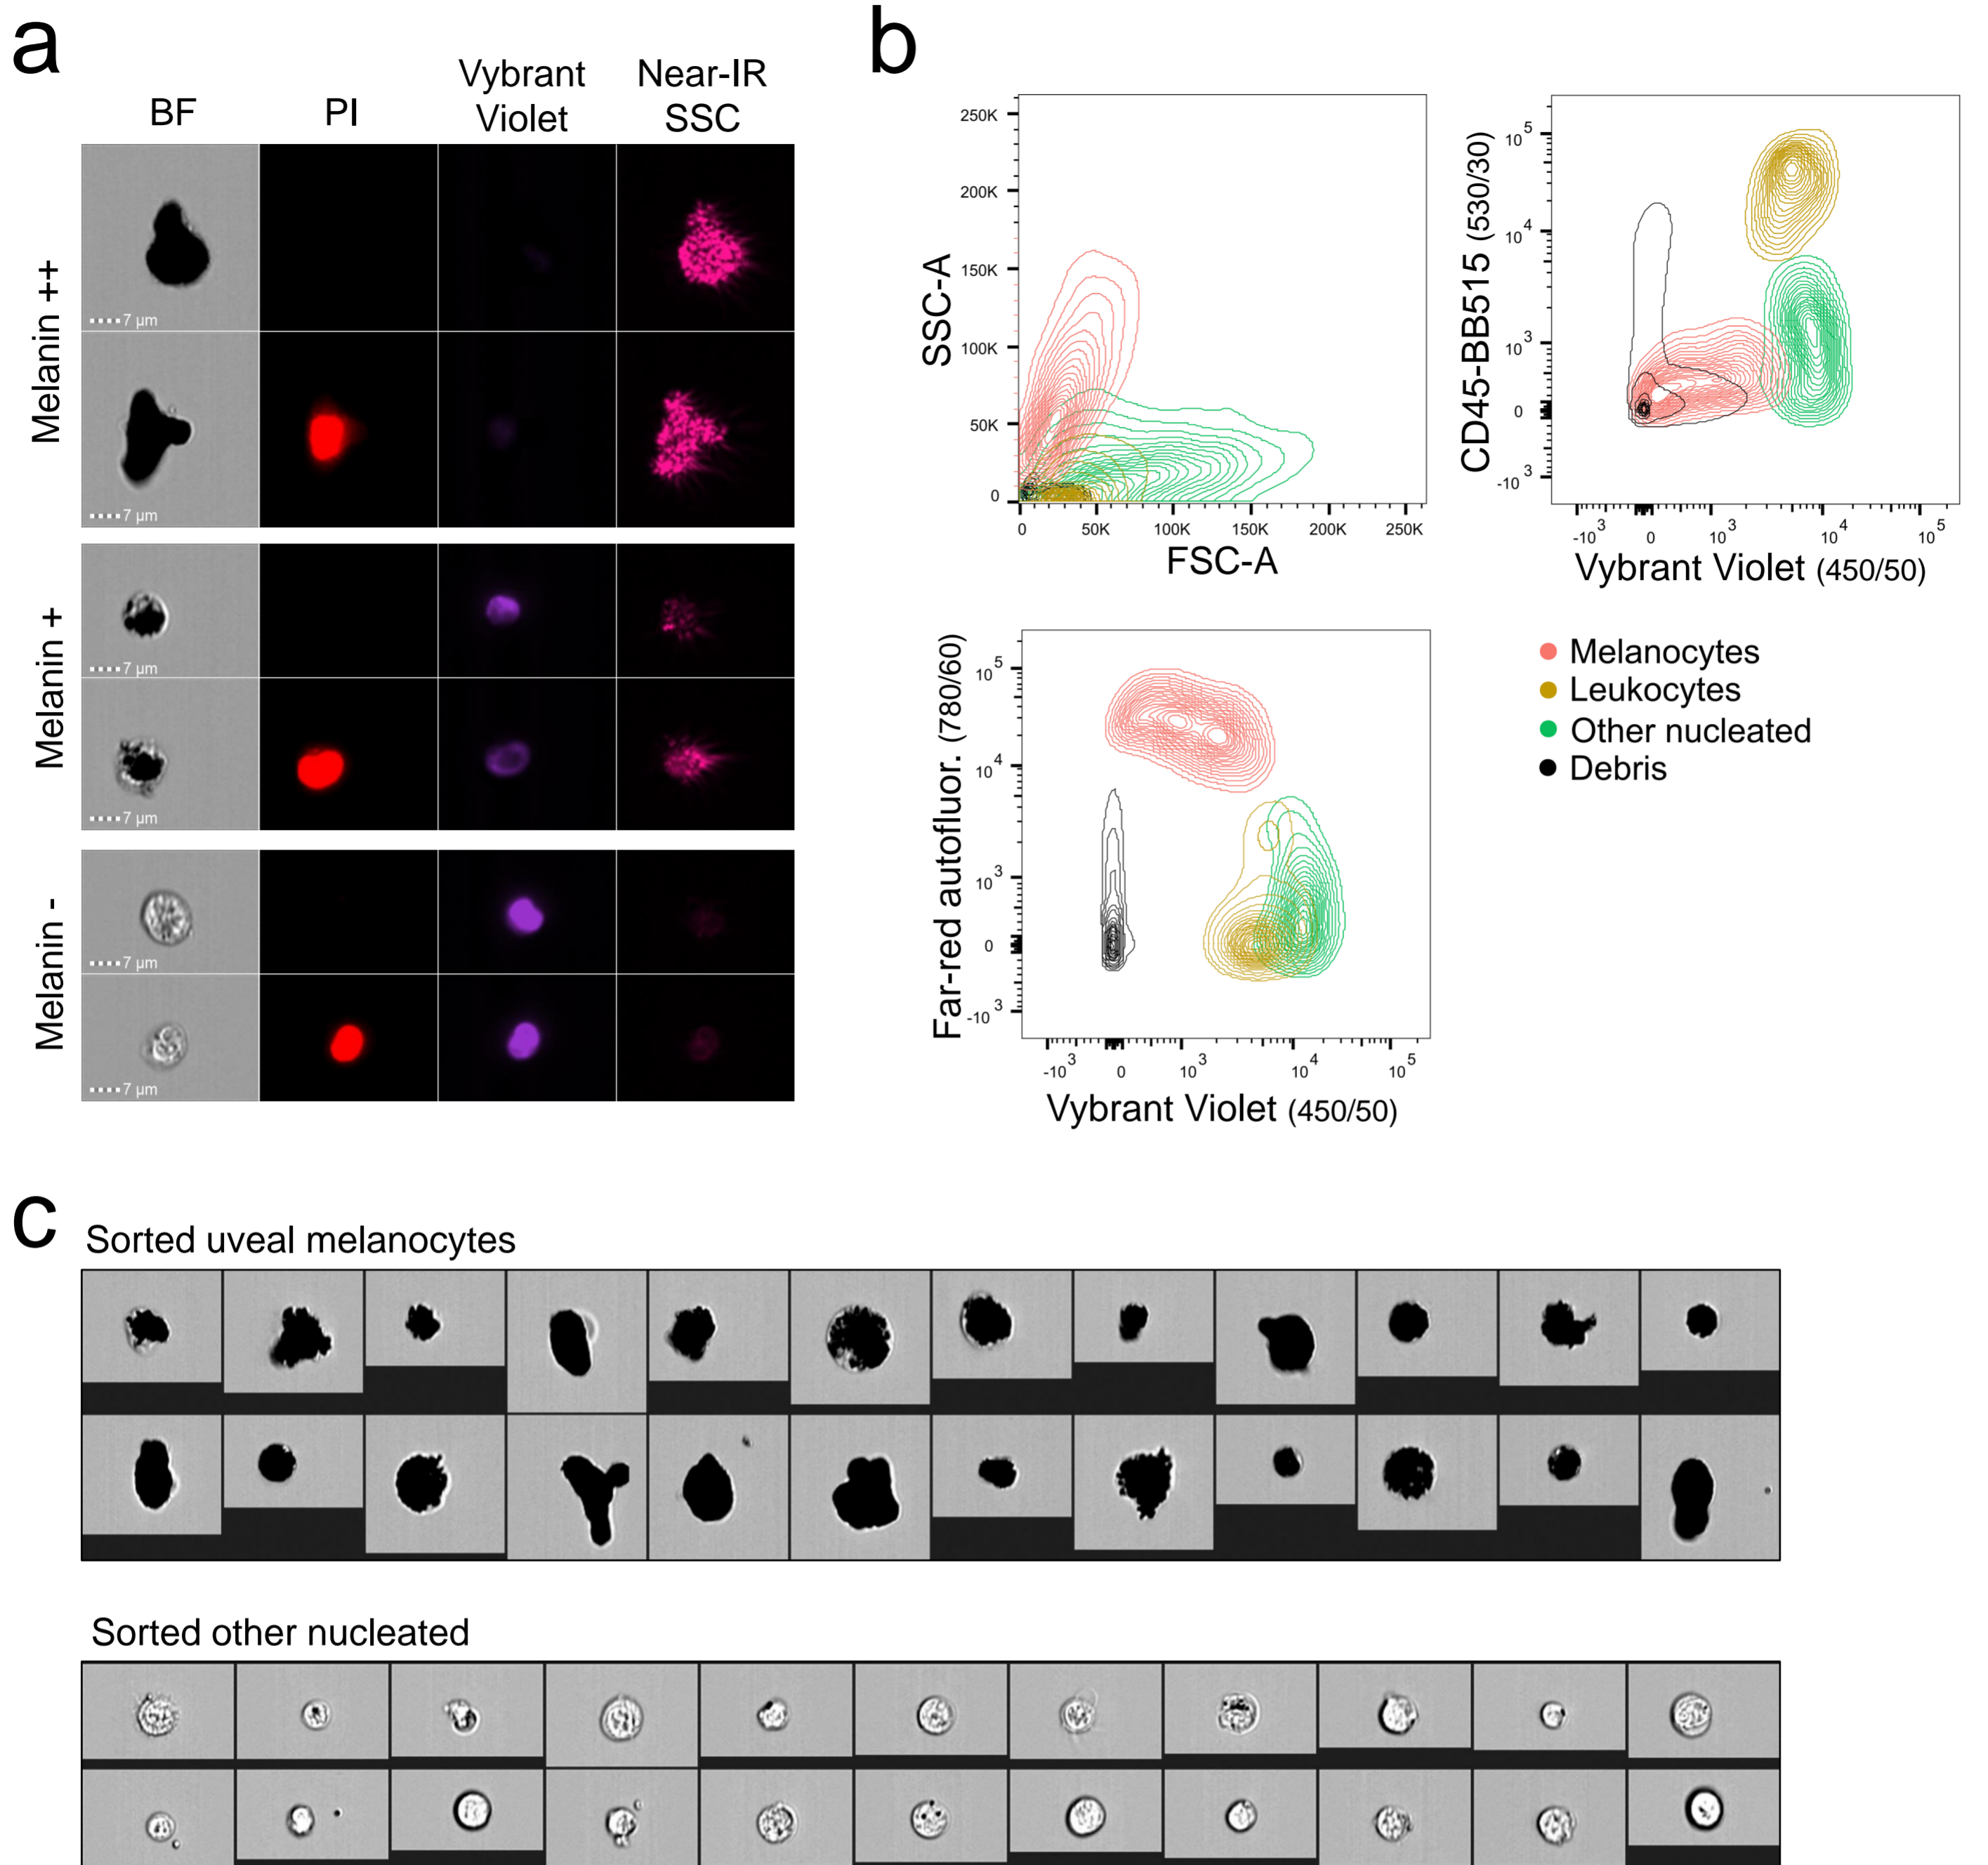 a
BF
PI
Vybrant
Violet
Near-IR
SSC
Melanin ++
7 µm
7 µm
Melanin +
7 µm
7 µm
Melanin -
7 µm
7 µm
b
SSC-A
250K
200K
150K
100K
50K
0
0 50K 100K 150K 200K 250K
FSC-A
CD45-BB515 (530/30)
10 5
10 4
10 3
0
-10 3
-10 3 0 10 3 10 4 10 5
Vybrant Violet (450/50)
Far-red autofluor. (780/60)
10 5
10 4
10 3
0
-10 3
-10 3 0 10 3 10 4 10 5
Vybrant Violet (450/50)
Melanocytes
Leukocytes
Other nucleated
Debris
c
Sorted uveal melanocytes
Sorted other nucleated